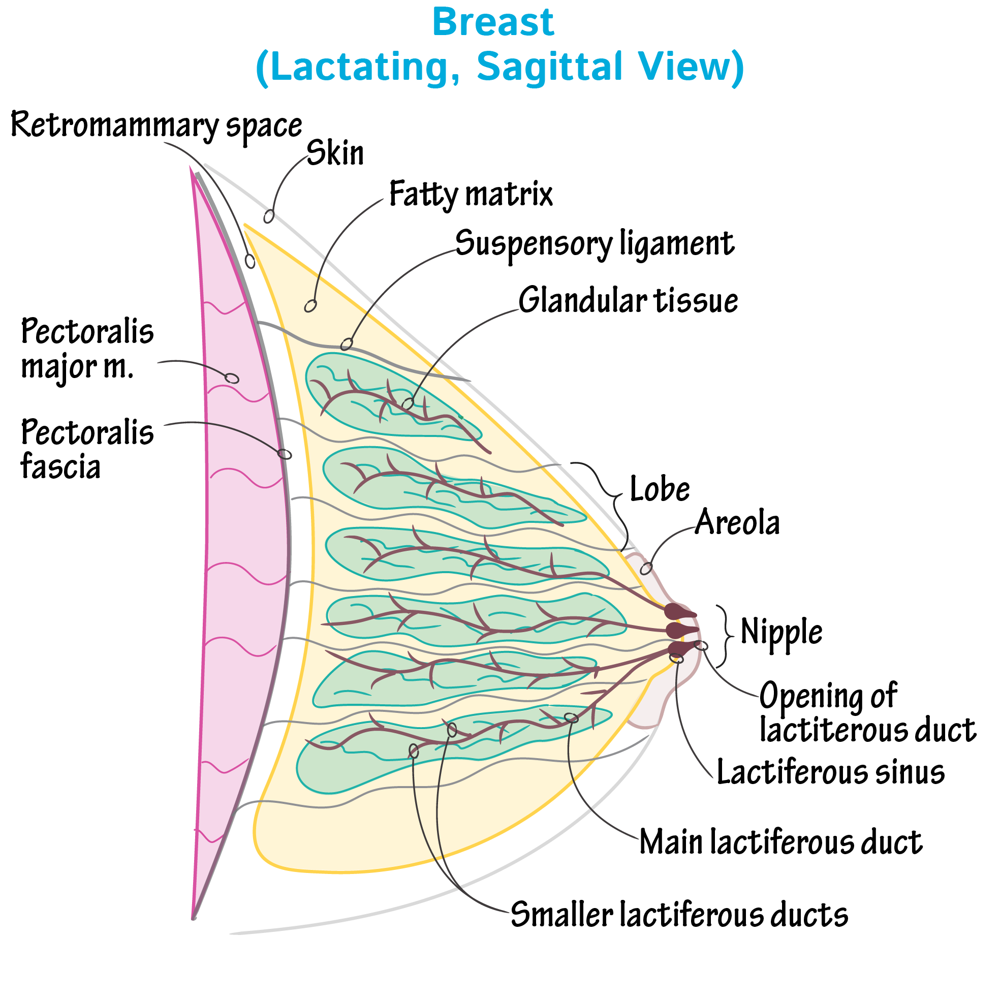 Breast
(Lactating, Sagittal View)
Retromammary space
Skin
Fatty matrix
Suspensory ligament
Glandular tissue
Pectoralis
major m.
Pectoralis
fascia
Lobe
Areola
Nipple
Opening of
lactiterous duct
Lactiferous sinus
Main lactiferous duct
Smaller lactiferous ducts